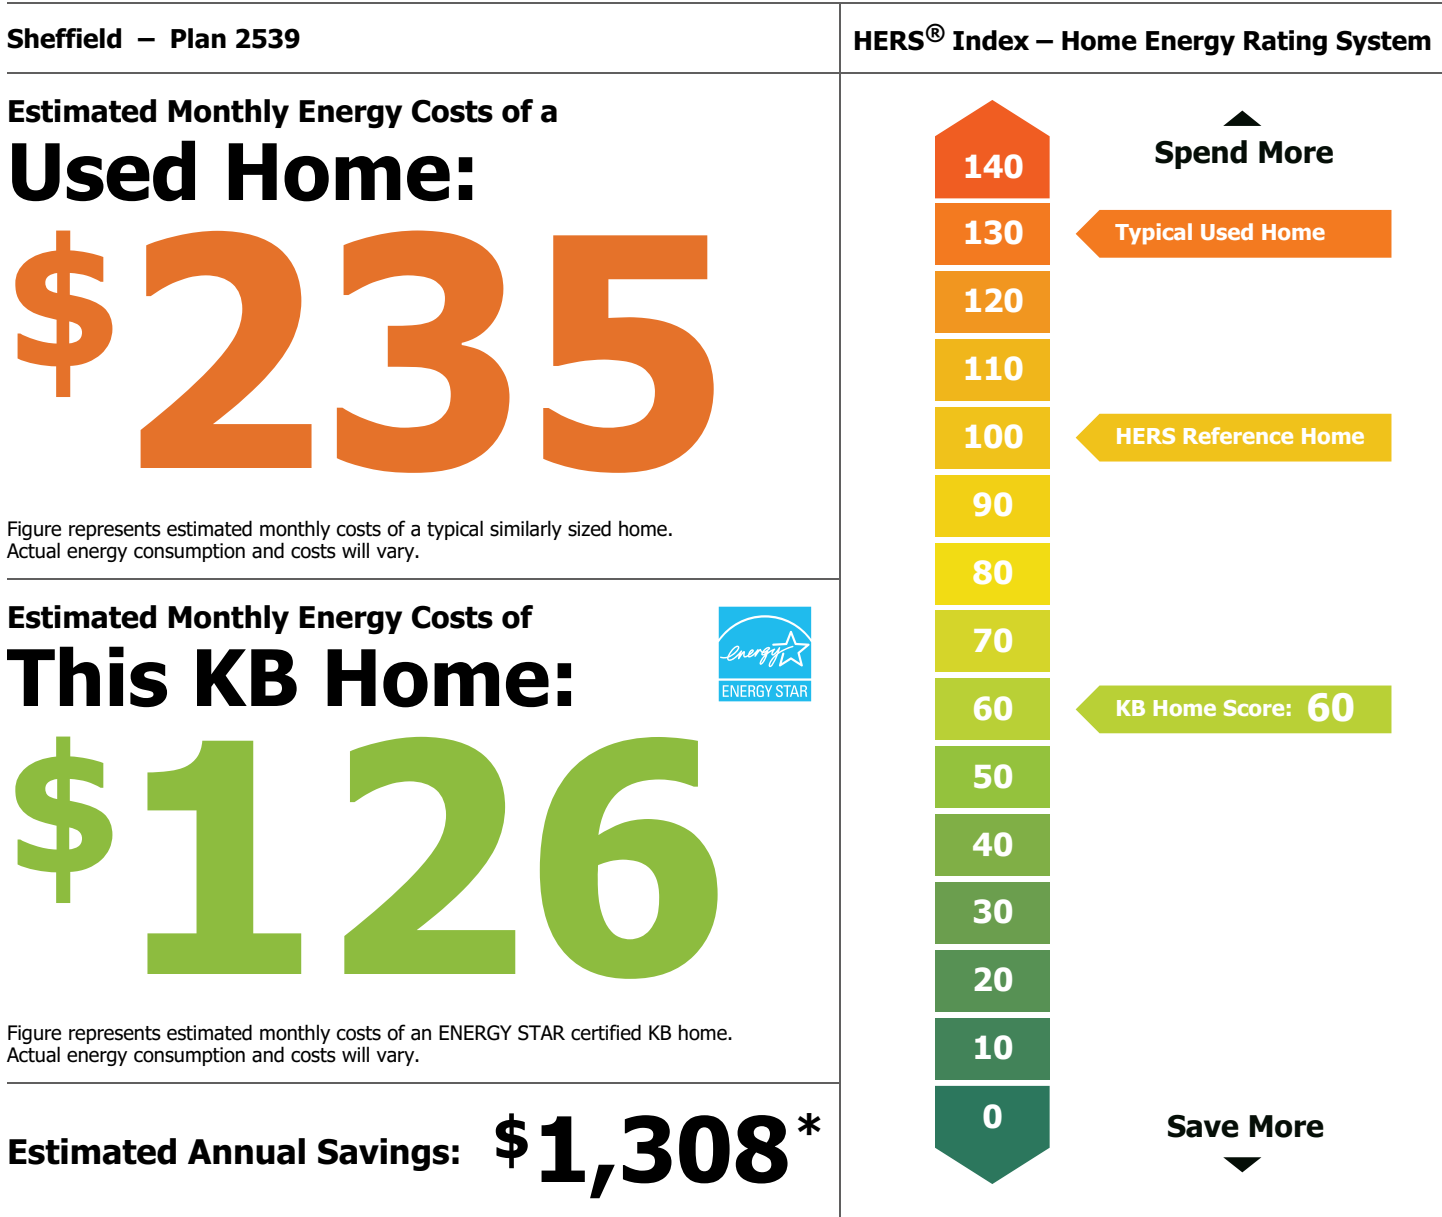 Sheffield – Plan 2539
Estimated Monthly Energy Costs of a
Used Home:
$235
Figure represents estimated monthly costs of a typical similarly sized home.
Actual energy consumption and costs will vary.
Estimated Monthly Energy Costs of
This KB Home:
energy
ENERGY STAR
$126
Figure represents estimated monthly costs of an ENERGY STAR certified KB home.
Actual energy consumption and costs will vary.
Estimated Annual Savings: $1,308*
HERS® Index – Home Energy Rating System
Spend More
140
130 Typical Used Home
120
110
100 HERS Reference Home
90
80
70
60 KB Home Score: 60
50
40
30
20
10
0
Save More